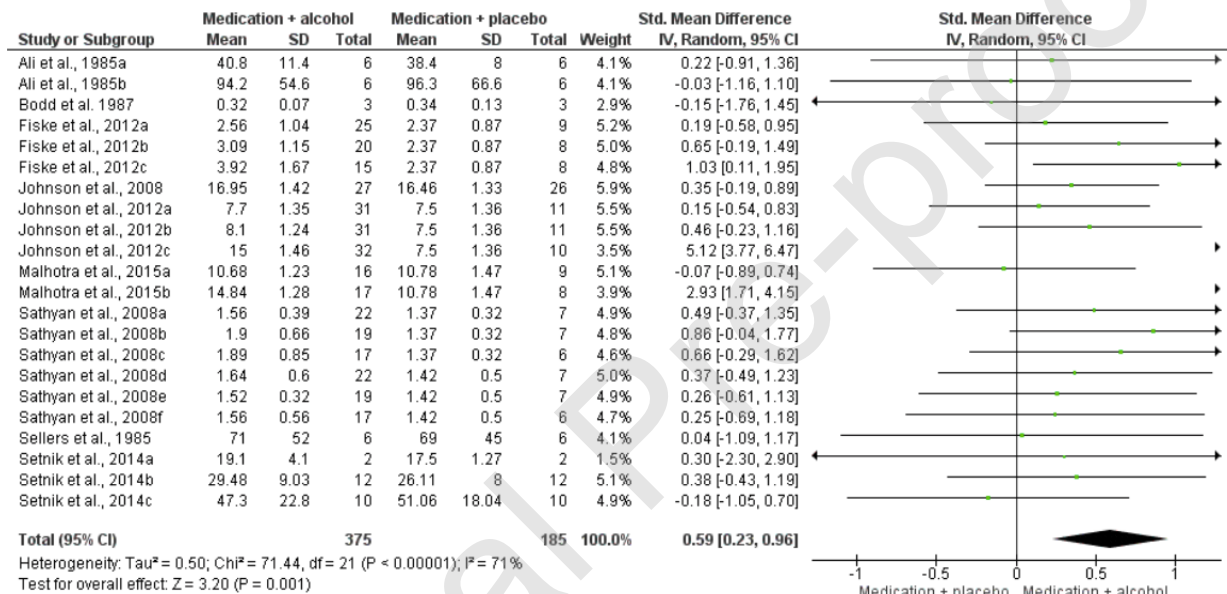 Medication + alcohol Medication + placebo Std. Mean Difference Std. Mean Difference
Study or Subgroup Mean SD Total Mean SD Total Weight IV, Random, 95% CI IV, Random, 95% CI
Ali et al., 1985a 40.8 11.4 6 38.4 8 6 4.1% 0.22 [-0.91, 1.36]
Ali et al., 1985b 94.2 54.6 6 96.3 66.6 6 4.1% -0.03 [-1.16, 1.10]
Bodd et al. 1987 0.32 0.07 3 0.34 0.13 3 2.9% -0.15 [-1.76, 1.45]
Fiske et al., 2012a 2.56 1.04 25 2.37 0.87 9 5.2% 0.19 [-0.58, 0.95]
Fiske et al., 2012b 3.09 1.15 20 2.37 0.87 8 5.0% 0.65 [-0.19, 1.49]
Fiske et al., 2012c 3.92 1.67 15 2.37 0.87 8 4.8% 1.03 [0.11, 1.95]
Johnson et al., 2008 16.95 1.42 27 16.46 1.33 26 5.9% 0.35 [-0.19, 0.89]
Johnson et al., 2012a 7.7 1.35 31 7.5 1.36 11 5.5% 0.15 [-0.54, 0.83]
Johnson et al., 2012b 8.1 1.24 31 7.5 1.36 11 5.4% 0.46 [-0.23, 1.16]
Johnson et al., 2012c 15 1.46 32 7.5 1.36 10 3.5% 5.12 [3.77, 6.47]
Malhotra et al., 2015a 10.68 1.23 16 10.78 1.47 9 5.1% -0.07 [-0.89, 0.74]
Malhotra et al., 2015b 14.84 1.28 17 10.78 1.47 8 3.9% 2.93 [1.71, 4.15]
Sathyan et al., 2008a 1.56 0.39 22 1.37 0.32 7 4.9% 0.49 [-0.37, 1.35]
Sathyan et al., 2008b 1.9 0.66 19 1.37 0.32 7 4.8% 0.86 [-0.04, 1.77]
Sathyan et al., 2008c 1.89 0.85 17 1.37 0.32 6 4.6% 0.66 [-0.29, 1.62]
Sathyan et al., 2008d 1.64 0.6 22 1.42 0.5 7 4.9% 0.37 [-0.49, 1.23]
Sathyan et al., 2008e 1.52 0.32 19 1.42 0.5 7 4.9% 0.26 [-0.61, 1.13]
Sathyan et al., 2008f 1.56 0.56 17 1.42 0.5 6 4.7% 0.25 [-0.69, 1.18]
Sellers et al., 1985 71 52 6 69 45 6 4.1% 0.04 [-1.09, 1.17]
Setnik et al., 2014a 19.1 4.1 2 17.5 1.27 2 1.5% 0.30 [-2.30, 2.90]
Setnik et al., 2014b 29.48 9.03 12 26.11 8 12 5.1% 0.38 [-0.43, 1.19]
Setnik et al., 2014c 47.3 22.8 10 51.06 18.04 10 4.9% -0.18 [-1.05, 0.70]
Total (95% CI) 375 185 100.0% 0.59 [0.23, 0.96]
Heterogeneity: Tau² = 0.50; Chi² = 71.44, df = 21 (P < 0.00001); I² = 71%
Test for overall effect: Z = 3.20 (P = 0.001)
-1 -0.5 0 0.5 1
Medication + placebo Medication + alcohol
al Pre-proo